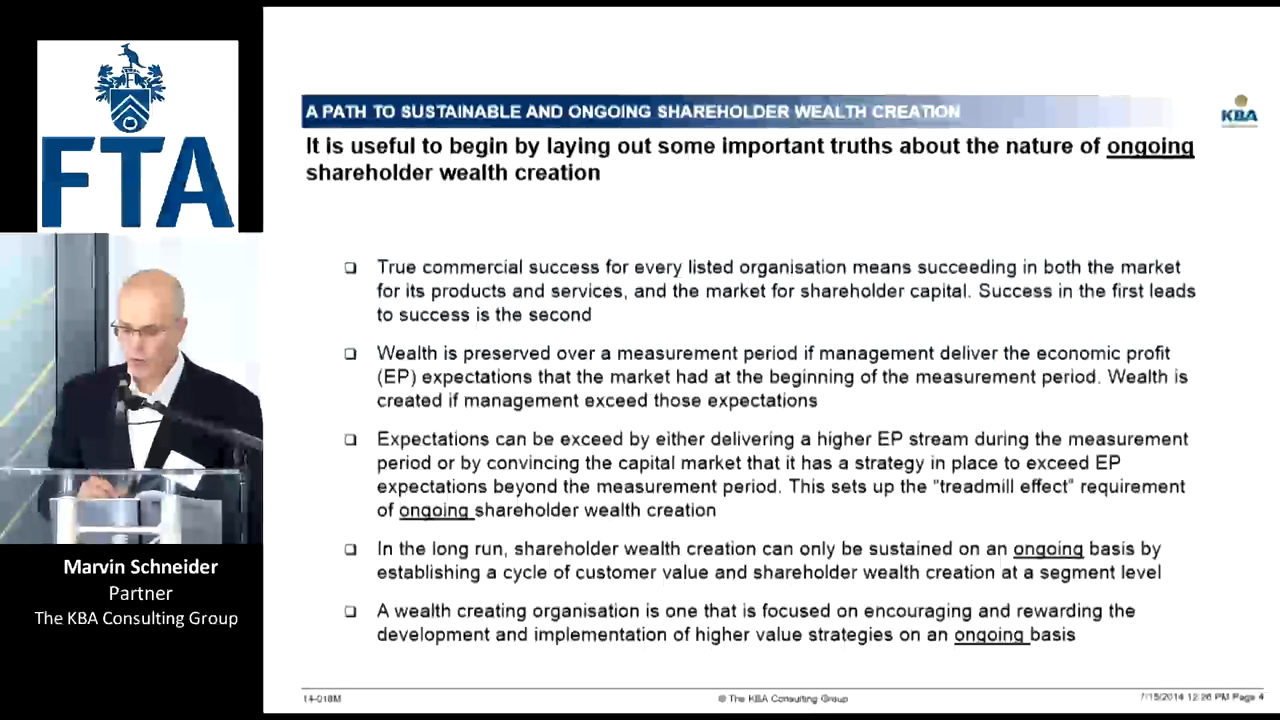 FTA
Marvin Schneider
Partner
The KBA Consulting Group
A PATH TO SUSTAINABLE AND ONGOING SHAREHOLDER WEALTH CREATION
KBA
It is useful to begin by laying out some important truths about the nature of ongoing
shareholder wealth creation
True commercial success for every listed organisation means succeeding in both the market
for its products and services, and the market for shareholder capital. Success in the first leads
to success is the second
Wealth is preserved over a measurement period if management deliver the economic profit
(EP) expectations that the market had at the beginning of the measurement period. Wealth is
created if management exceed those expectations
Expectations can be exceed by either delivering a higher EP stream during the measurement
period or by convincing the capital market that it has a strategy in place to exceed EP
expectations beyond the measurement period. This sets up the "treadmill effect" requirement
of ongoing shareholder wealth creation
In the long run, shareholder wealth creation can only be sustained on an ongoing basis by
establishing a cycle of customer value and shareholder wealth creation at a segment level
A wealth creating organisation is one that is focused on encouraging and rewarding the
development and implementation of higher value strategies on an ongoing basis
14-018M
© The KBA Consulting Group
7/15/2014 12:26 PM Page 4